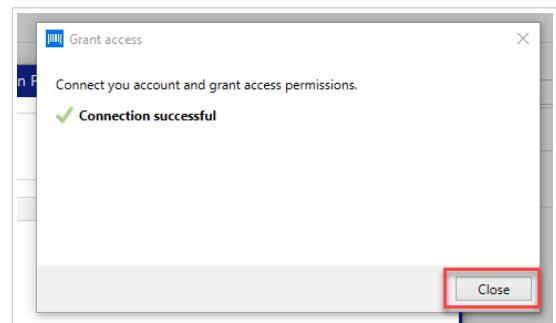 Grant access
n F
Connect you account and grant access permissions.
Connection successful
Close